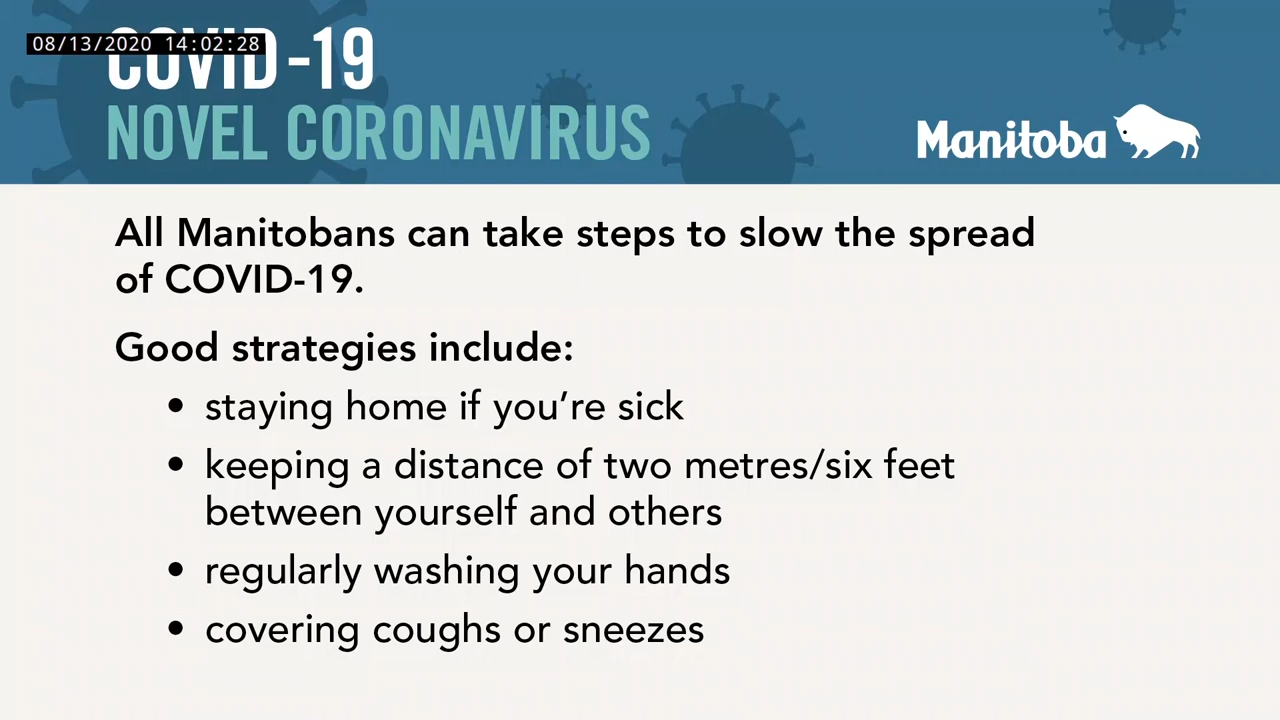 08/13/2020 14:02:28
COVID-19
NOVEL CORONAVIRUS
Manitoba
All Manitobans can take steps to slow the spread
of COVID-19.
Good strategies include:
• staying home if you’re sick
• keeping a distance of two metres/six feet
between yourself and others
• regularly washing your hands
• covering coughs or sneezes